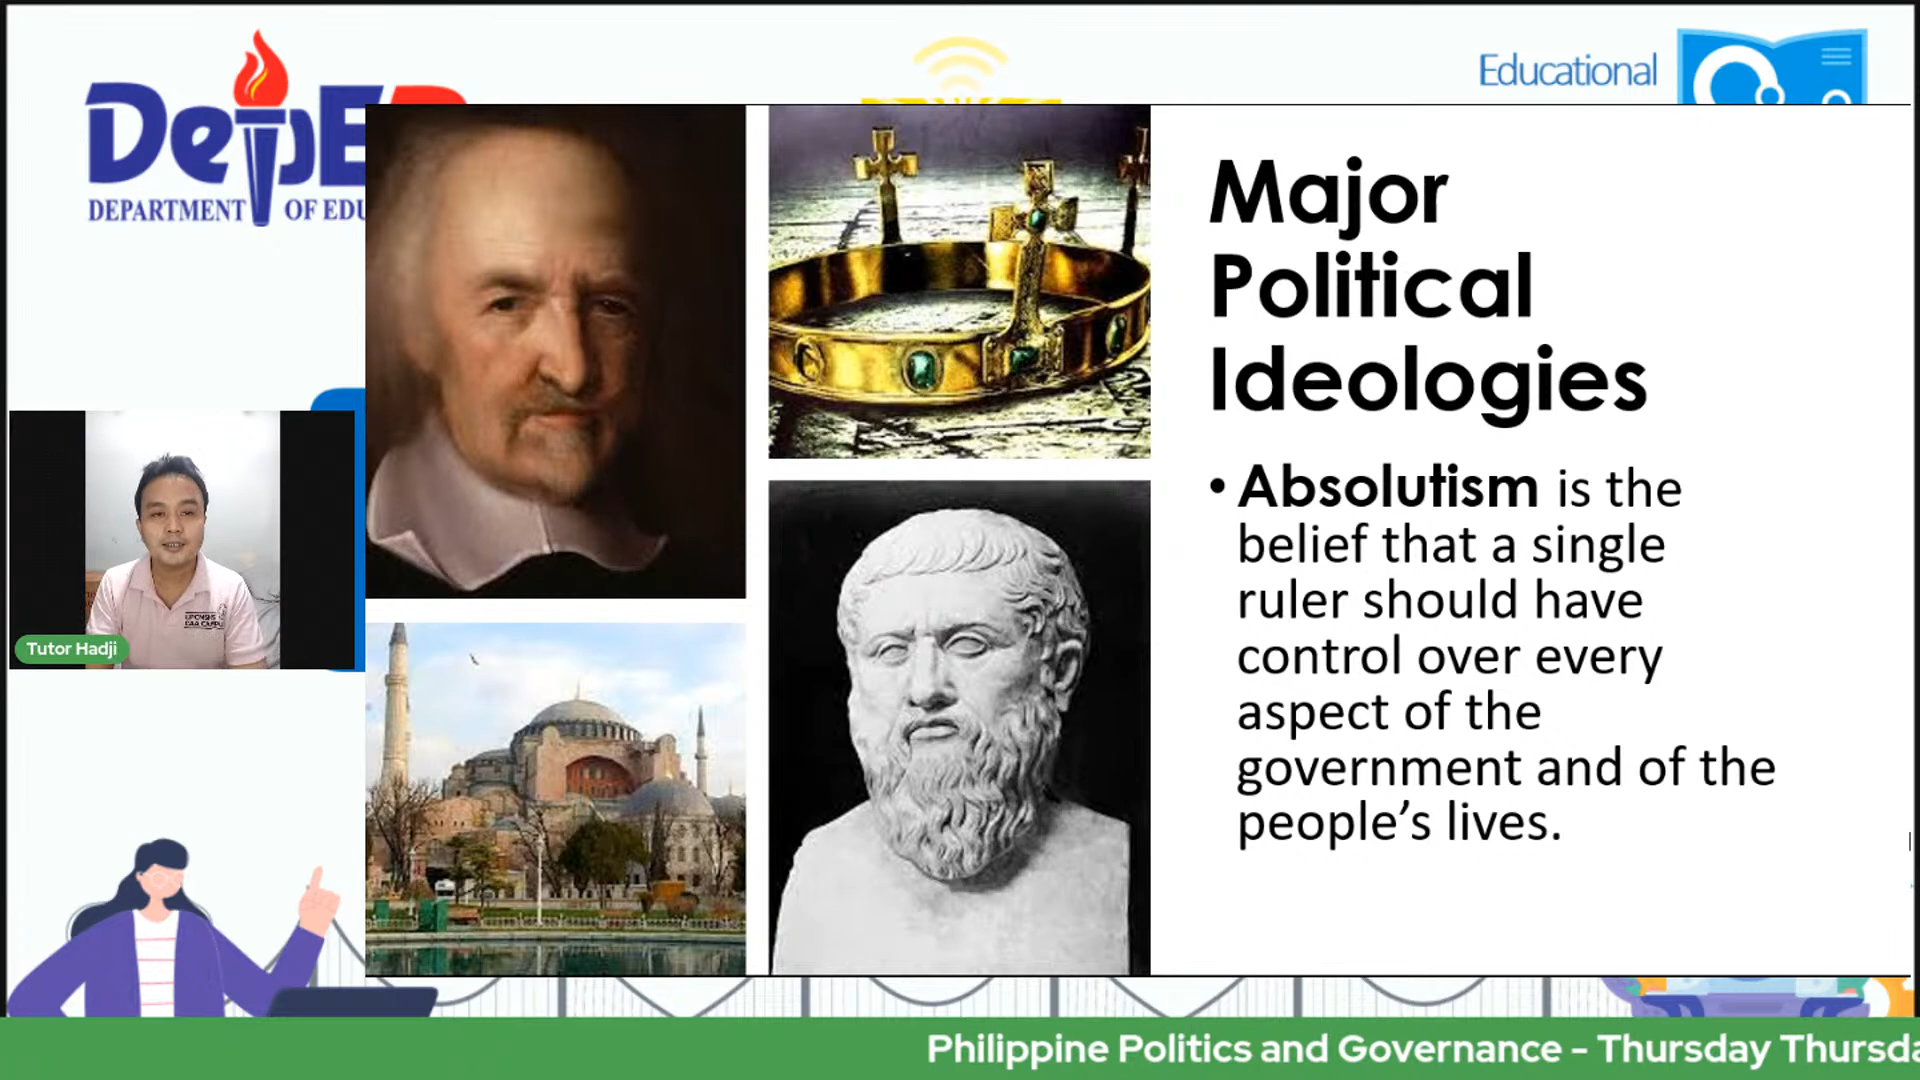 DepE
DEPARTMENT OF EDU
Educational
Major
Political
Ideologies
• Absolutism is the
belief that a single
ruler should have
control over every
aspect of the
government and of the
people’s lives.
Tutor Hadji
Philippine Politics and Governance - Thursday Thursda